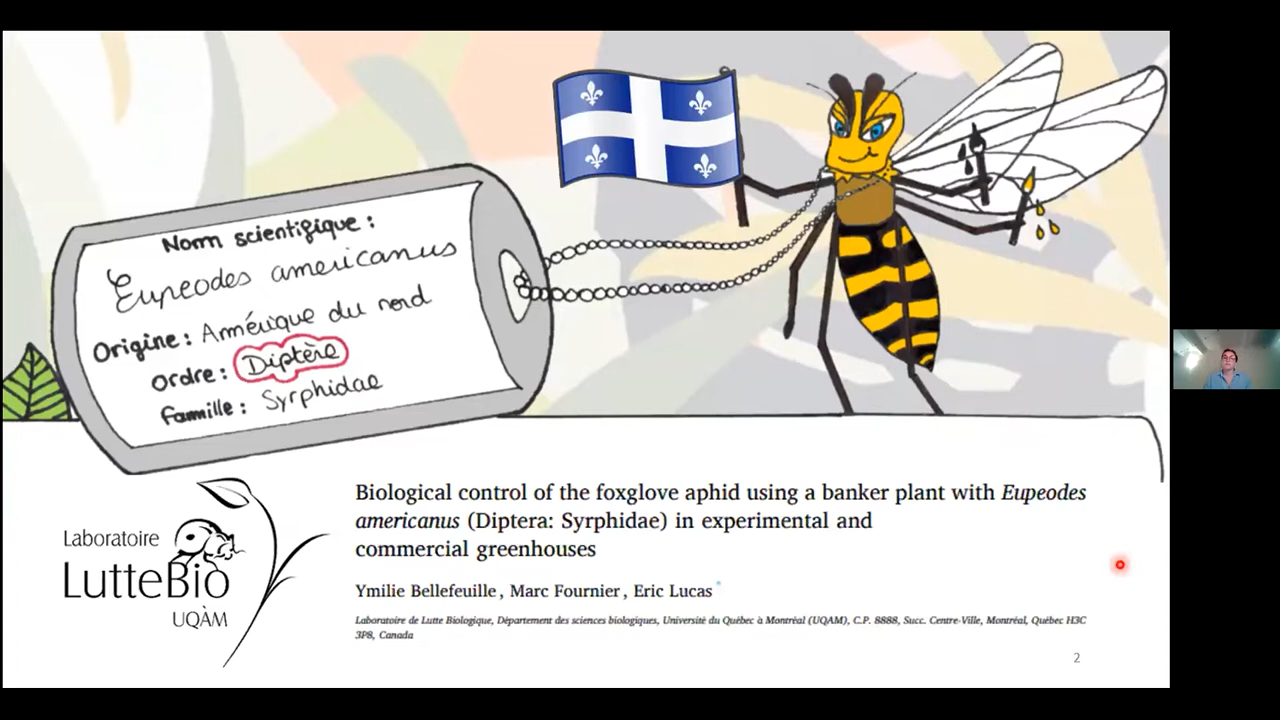 Nom scientifique :
Eupeodes americanus
Origine : Amérique du nord
Ordre : Diptère
Famille : Syrphidae
Laboratoire
LutteBio
UQÀM
Biological control of the foxglove aphid using a banker plant with Eupeodes
americanus (Diptera: Syrphidae) in experimental and
commercial greenhouses
Ymilie Bellefeuille, Marc Fournier, Eric Lucas *
Laboratoire de Lutte Biologique, Département des sciences biologiques, Université du Québec à Montréal (UQAM), C.P. 8888, Succ. Centre-Ville, Montréal, Québec H3C
3P8, Canada
2